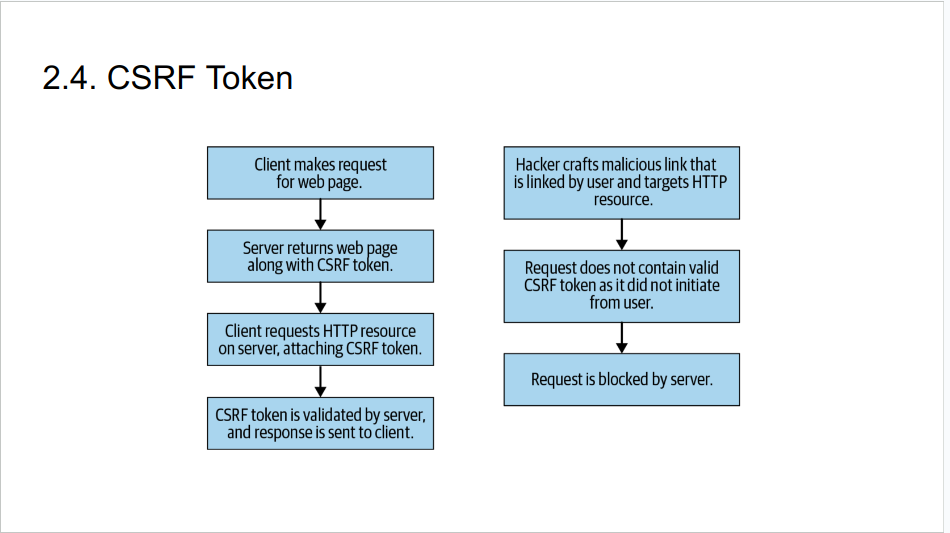 2.4. CSRF Token
Client makes request
for web page.
Server returns web page
along with CSRF token.
Client requests HTTP resource
on server, attaching CSRF token.
CSRF token is validated by server,
and response is sent to client.
Hacker crafts malicious link that
is linked by user and targets HTTP
resource.
Request does not contain valid
CSRF token as it did not initiate
from user.
Request is blocked by server.